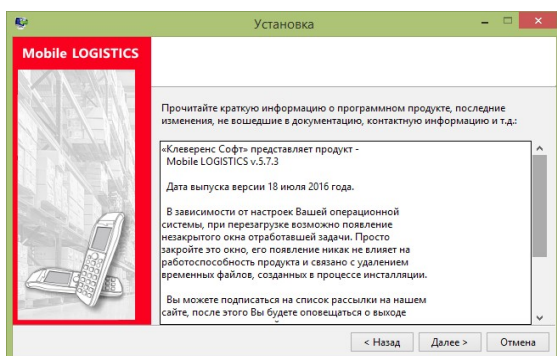 Установка
Mobile LOGISTICS
Прочитайте краткую информацию о программном продукте, последние
изменения, не вошедшие в документацию, контактную информацию и т.д.:
«Клеверенс Софт» представляет продукт -
Mobile LOGISTICS v.5.7.3
Дата выпуска версии 18 июля 2016 года.
В зависимости от настроек Вашей операционной
системы, при перезагрузке возможно появление
незакрытого окна отработавшей задачи. Просто
закройте это окно, его появление никак не влияет на
работоспособность продукта и связано с удалением
временных файлов, созданных в процессе инсталляции.
Вы можете подписаться на список рассылки на нашем
сайте, после этого Вы будете оповещаться о выходе
< Назад
Далее >
Отмена